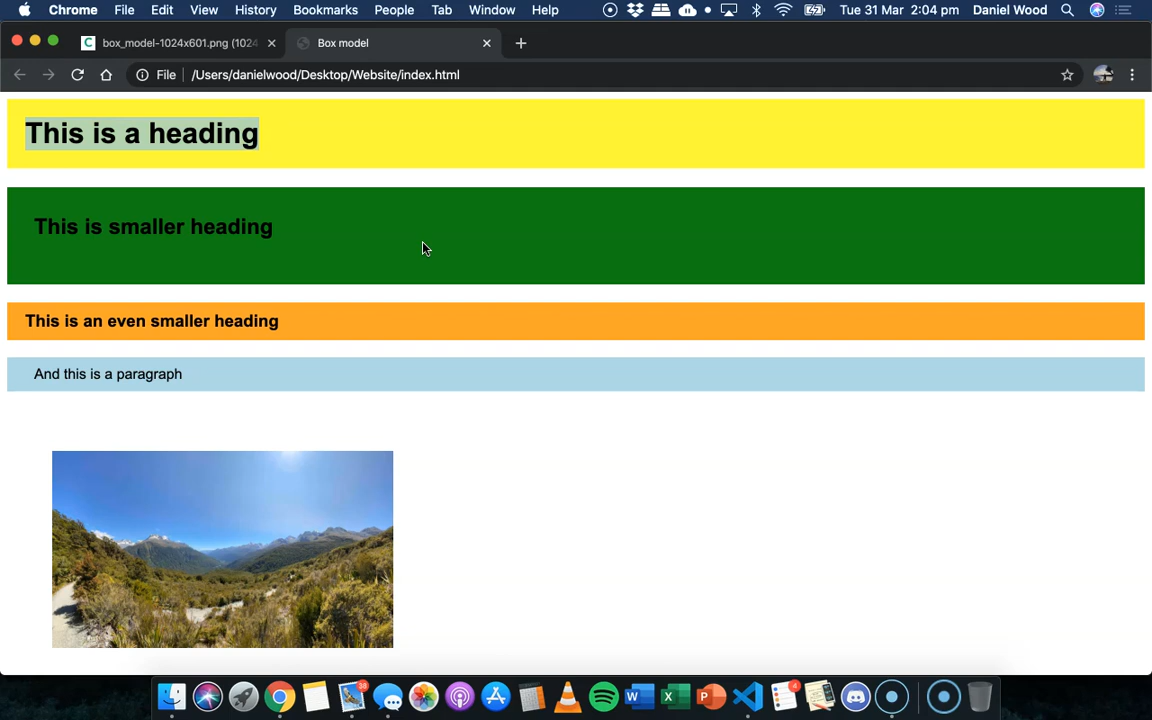 Chrome File Edit View History Bookmarks People Tab Window Help Tue 31 Mar 2:04 pm Daniel Wood
box_model-1024x601.png (1024 Box model
File /Users/danielwood/Desktop/Website/index.html
This is a heading
This is smaller heading
This is an even smaller heading
And this is a paragraph